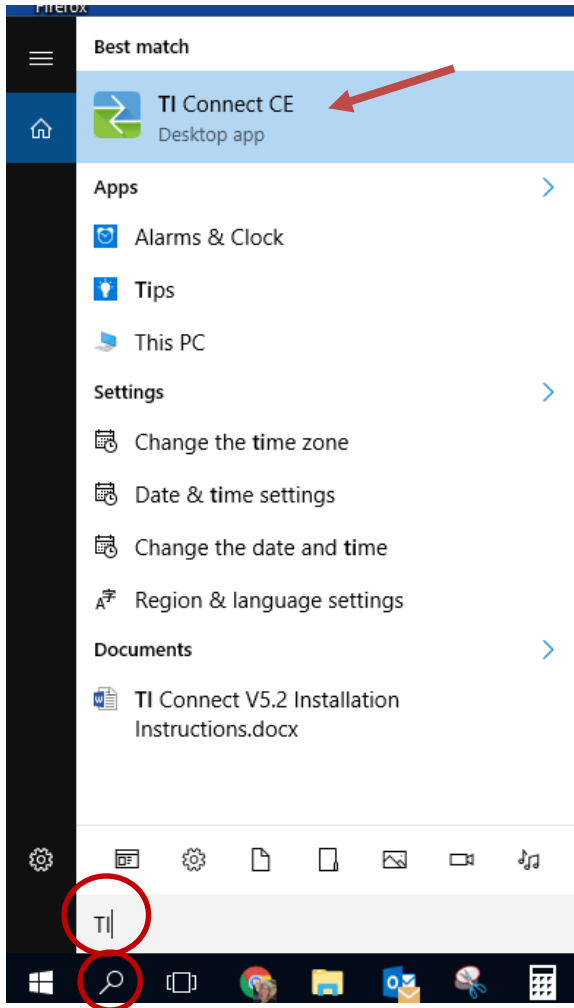 Firefox
Best match
TI Connect CE
Desktop app
Apps
Alarms & Clock
Tips
This PC
Settings
Change the time zone
Date & time settings
Change the date and time
Region & language settings
Documents
TI Connect V5.2 Installation
Instructions.docx
TI